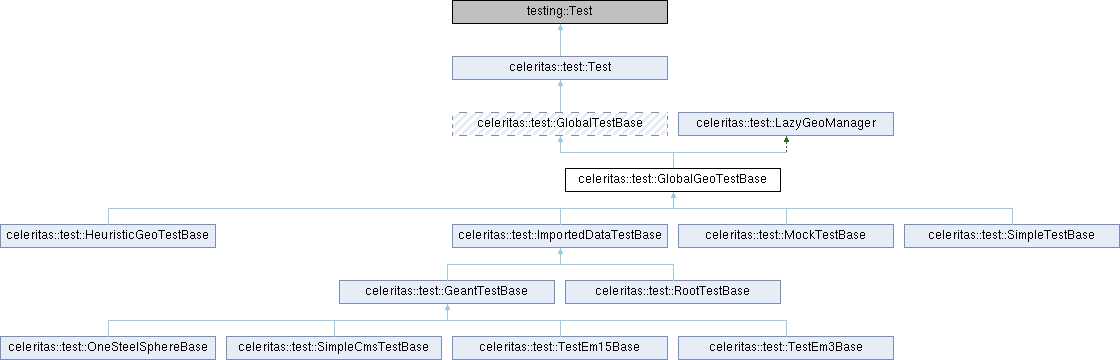 testing::Test
celeritas::test::Test
celeritas::test::GlobalTestBase
celeritas::test::LazyGeoManager
celeritas::test::GlobalGeoTestBase
celeritas::test::HeuristicGeoTestBase
celeritas::test::ImportedDataTestBase
celeritas::test::MockTestBase
celeritas::test::SimpleTestBase
celeritas::test::GeantTestBase
celeritas::test::RootTestBase
celeritas::test::OneSteelSphereBase
celeritas::test::SimpleCmsTestBase
celeritas::test::TestEm15Base
celeritas::test::TestEm3Base